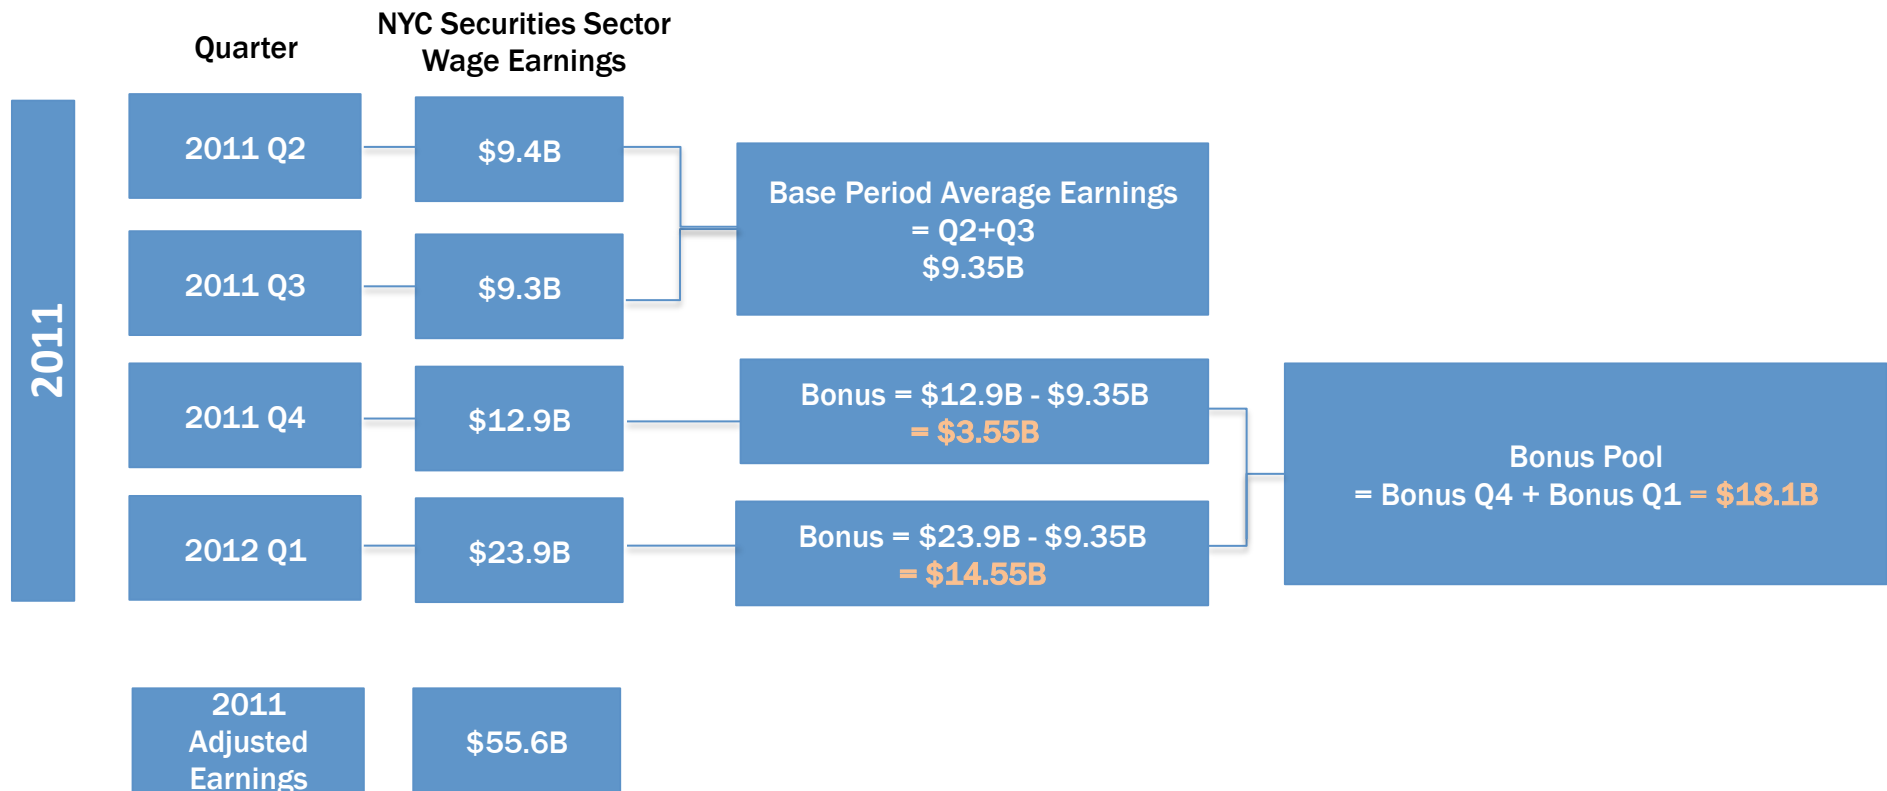 Quarter
NYC Securities Sector
Wage Earnings
2011
2011 Q2
$9.4B
Base Period Average Earnings
= Q2+Q3
$9.35B
2011 Q3
$9.3B
2011 Q4
$12.9B
Bonus = $12.9B - $9.35B
= $3.55B
2012 Q1
$23.9B
Bonus = $23.9B - $9.35B
= $14.55B
Bonus Pool
= Bonus Q4 + Bonus Q1 = $18.1B
2011
Adjusted
Earnings
$55.6B